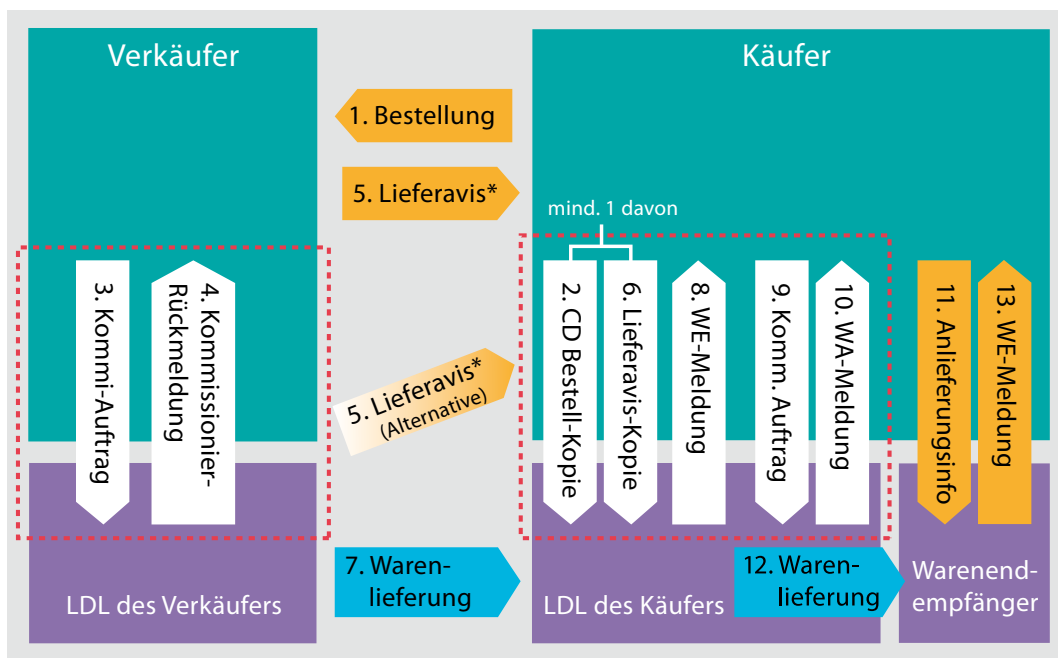 Verkäufer
Käufer
1. Bestellung
5. Lieferavis*
mind. 1 davon
3. Kommi-Auftrag
4. Kommissionier-
Rückmeldung
5. Lieferavis*
(Alternative)
2. CD Bestell-Kopie
6. Lieferavis-Kopie
8. WE-Meldung
9. Komm. Auftrag
10. WA-Meldung
11. Anlieferungsinfo
13. WE-Meldung
7. Waren-
lieferung
12. Waren-
lieferung
LDL des Verkäufers
LDL des Käufers
Warenend-
empfänger